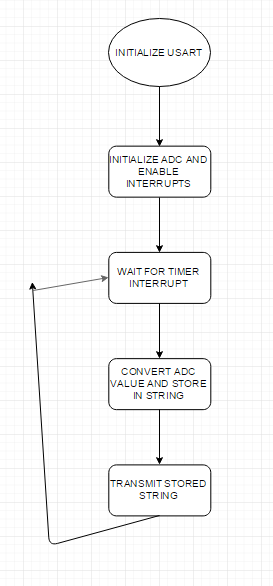 INITIALIZE USART
INITIALIZE ADC AND
ENABLE
INTERRUPTS
WAIT FOR TIMER
INTERRUPT
CONVERT ADC
VALUE AND STORE
IN STRING
TRANSMIT STORED
STRING